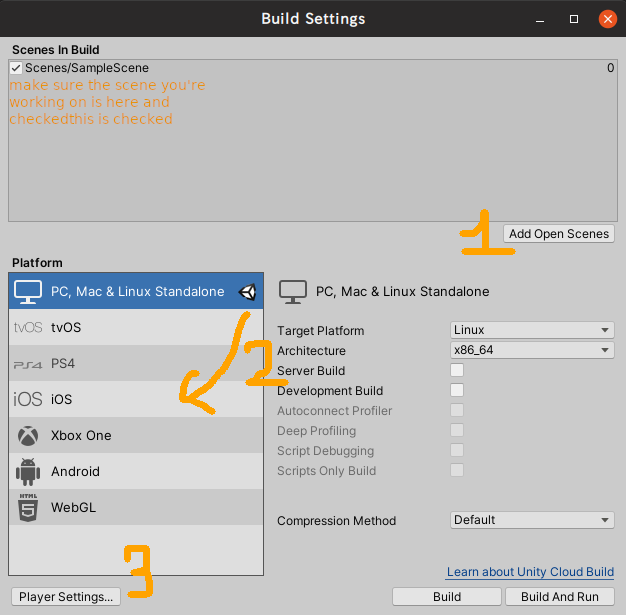 Build Settings
Scenes In Build
Scenes/SampleScene 0
make sure the scene you're
working on is here and
checkedthis is checked
1
Add Open Scenes
Platform
PC, Mac & Linux Standalone
tvOS tvOS
PS4 PS4
iOS iOS
Xbox One
Android
HTML 5 WebGL
2
3
Player Settings...
PC, Mac & Linux Standalone
Target Platform Linux
Architecture x86_64
Server Build
Development Build
Autoconnect Profiler
Deep Profiling
Script Debugging
Scripts Only Build
Compression Method Default
Learn about Unity Cloud Build
Build Build And Run